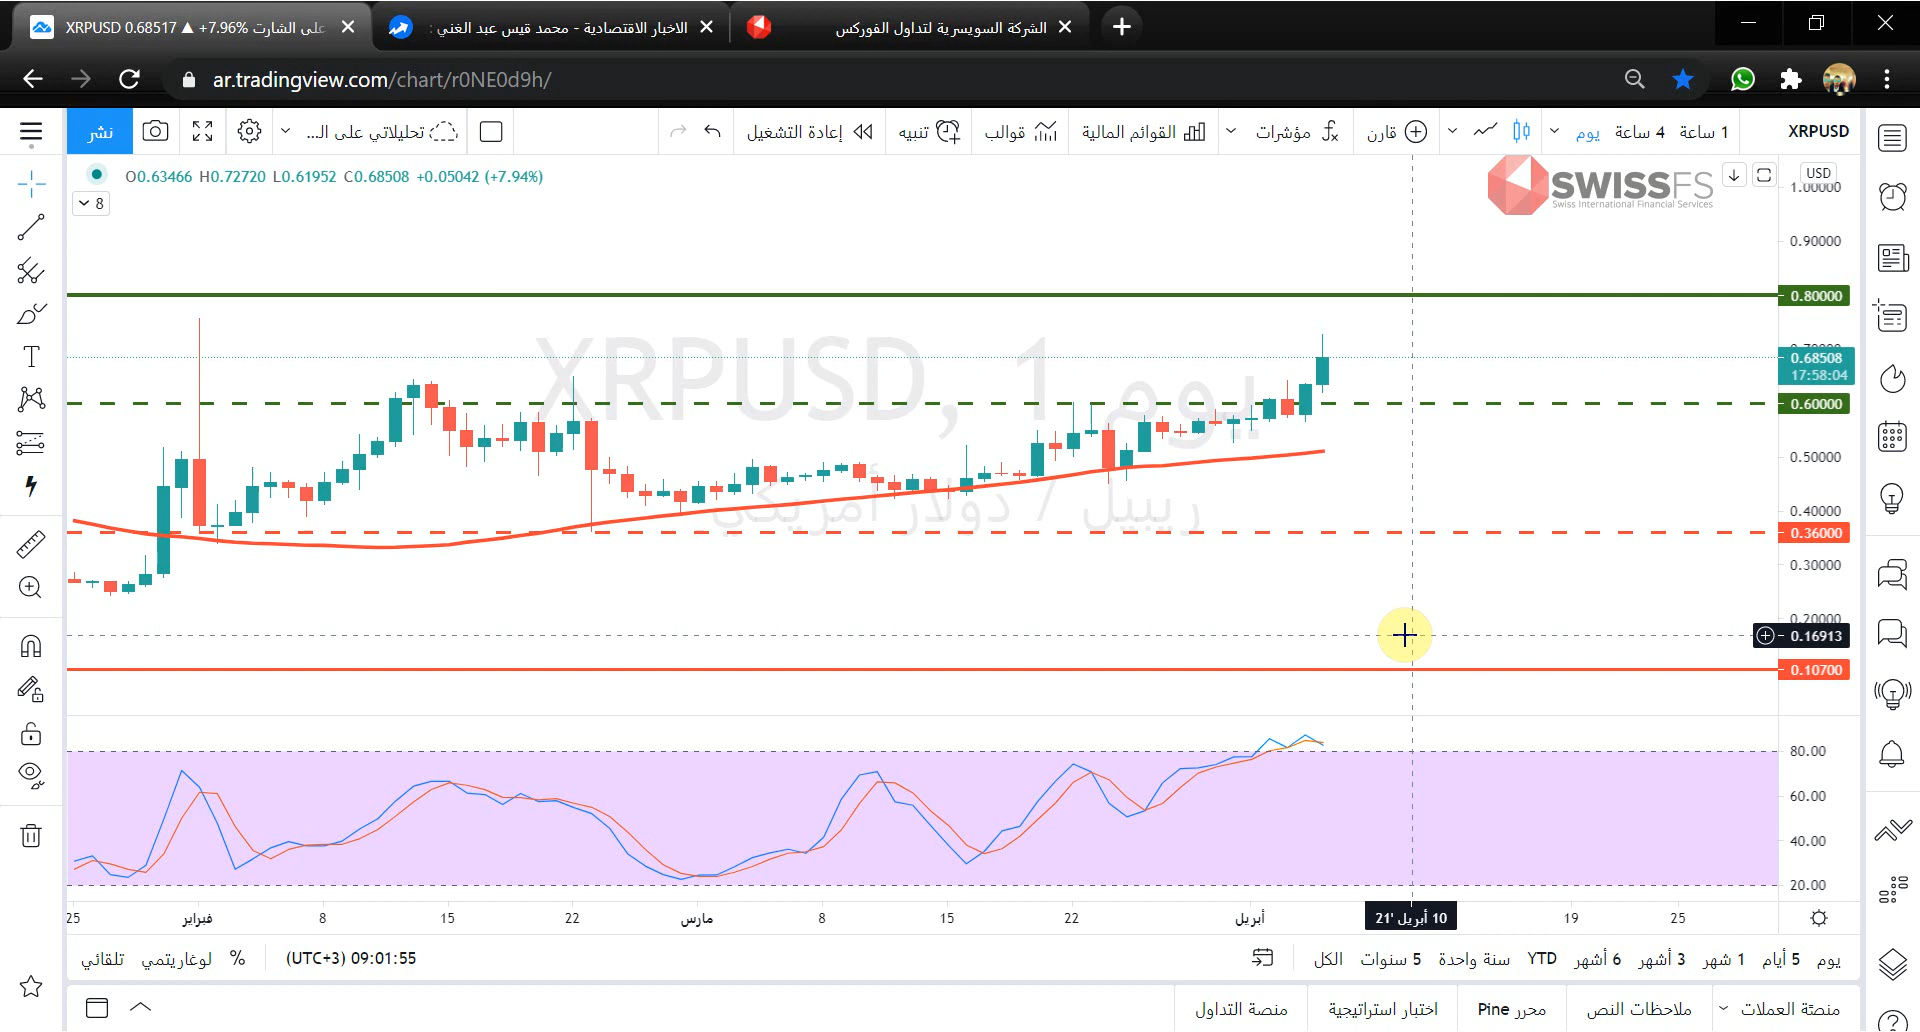 XRPUSD 0.68517 ▲ +7.96% على الشارت
الاخبار الاقتصادية - محمد قيس عبد الغني :
الشركة السويسرية لتداول الفوركس
ar.tradingview.com/chart/r0NE0d9h/
XRPUSD
1 ساعة
4 ساعة
يوم
قارن
مؤشرات
القوائم المالية
قوالب
تنبيه
إعادة التشغيل
تحليلاتي على الـ...
نشر
O0.63466 H0.72720 L0.61952 C0.68508 +0.05042 (+7.94%)
8
SWISSFS
Swiss International Financial Services
USD
1.00000
0.90000
0.80000
0.68508
17:58:04
0.60000
0.50000
0.40000
0.36000
0.30000
0.20000
0.16913
0.10700
XRPUSD, 1 يوم
ريبيل / دولار أمريكي
80.00
60.00
40.00
20.00
25
فبراير
8
15
22
مارس
8
15
22
أبريل
10 أبريل '21
19
25
يوم
5 أيام
1 شهر
3 أشهر
6 أشهر
YTD
سنة واحدة
5 سنوات
الكل
09:01:55 (UTC+3)
%
لوغاريتمي
تلقائي
منصتة العملات
ملاحظات النص
محرر Pine
اختبار استراتيجية
منصة التداول